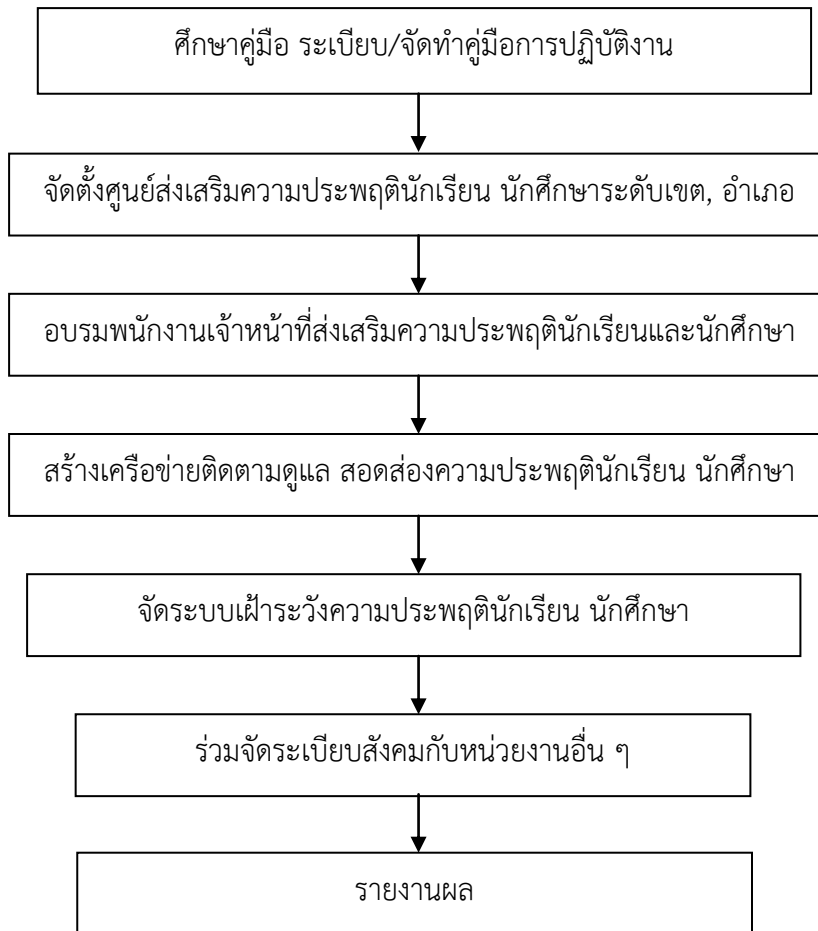 ศึกษาคู่มือ ระเบียบ/จัดทำคู่มือการปฏิบัติงาน
จัดตั้งศูนย์ส่งเสริมความประพฤตินักเรียน นักศึกษาระดับเขต, อำเภอ
อบรมพนักงานเจ้าหน้าที่ส่งเสริมความประพฤตินักเรียนและนักศึกษา
สร้างเครือข่ายติดตามดูแล สอดส่องความประพฤตินักเรียน นักศึกษา
จัดระบบเฝ้าระวังความประพฤตินักเรียน นักศึกษา
ร่วมจัดระเบียบสังคมกับหน่วยงานอื่น ๆ
รายงานผล